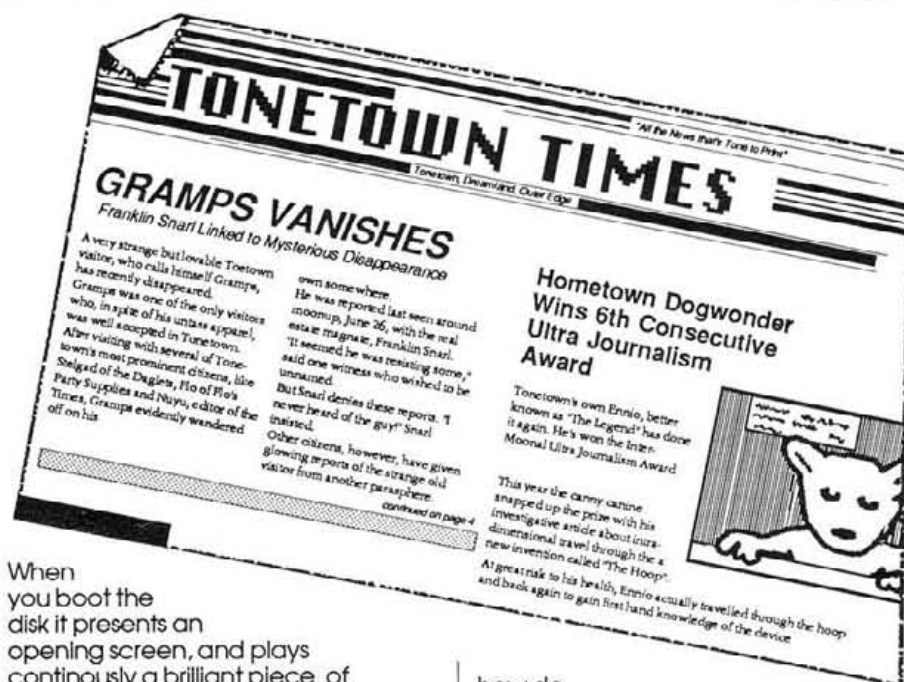 "All the News that's Tone to Print"
TONETOWN TIMES
Tonetown, Dreamland, Outer Edge
GRAMPS VANISHES
Franklin Snarl Linked to Mysterious Disappearance
A very strange but lovable Toetown
visitor, who calls himself Gramps,
has recently disappeared.
Gramps was one of the only visitors
who, in spite of his untass apparel,
was well accepted in Tonetown.
After visiting with several of Tone-
town's most prominent citizens, like
Stelgad of the Daglets, Flo of Flo's
Party Supplies and Nuyu, editor of the
Times, Gramps evidently wandered
off on his
own somewhere.
He was reported last seen around
moonup, June 26, with the real
estate magnate, Franklin Snarl.
"It seemed he was resisting some,"
said one witness who wished to be
unnamed.
But Snarl denies these reports. "I
never heard of the guy!" Snarl
insisted.
Other citizens, however, have given
glowing reports of the strange old
visitor from another parasphere.
continued on page 4
Hometown Dogwonder
Wins 6th Consecutive
Ultra Journalism
Award
Tonetown's own Ennio, better
known as "The Legend" has done
it again. He's won the Inter-
Moonal Ultra Journalism Award
This year the canny canine
snapped up the prize with his
investigative article about intra-
dimensional travel through the a
new invention called "The Hoop".
At great risk to his health, Ennio actually travelled through the hoop
and back again to gain first hand knowledge of the device
When
you boot the
disk it presents an
opening screen, and plays
continously a brilliant piece of